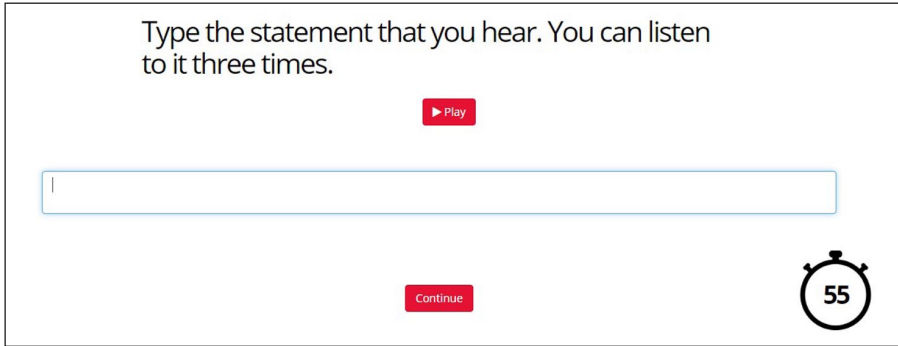 Type the statement that you hear. You can listen
to it three times.
Play
Continue
55